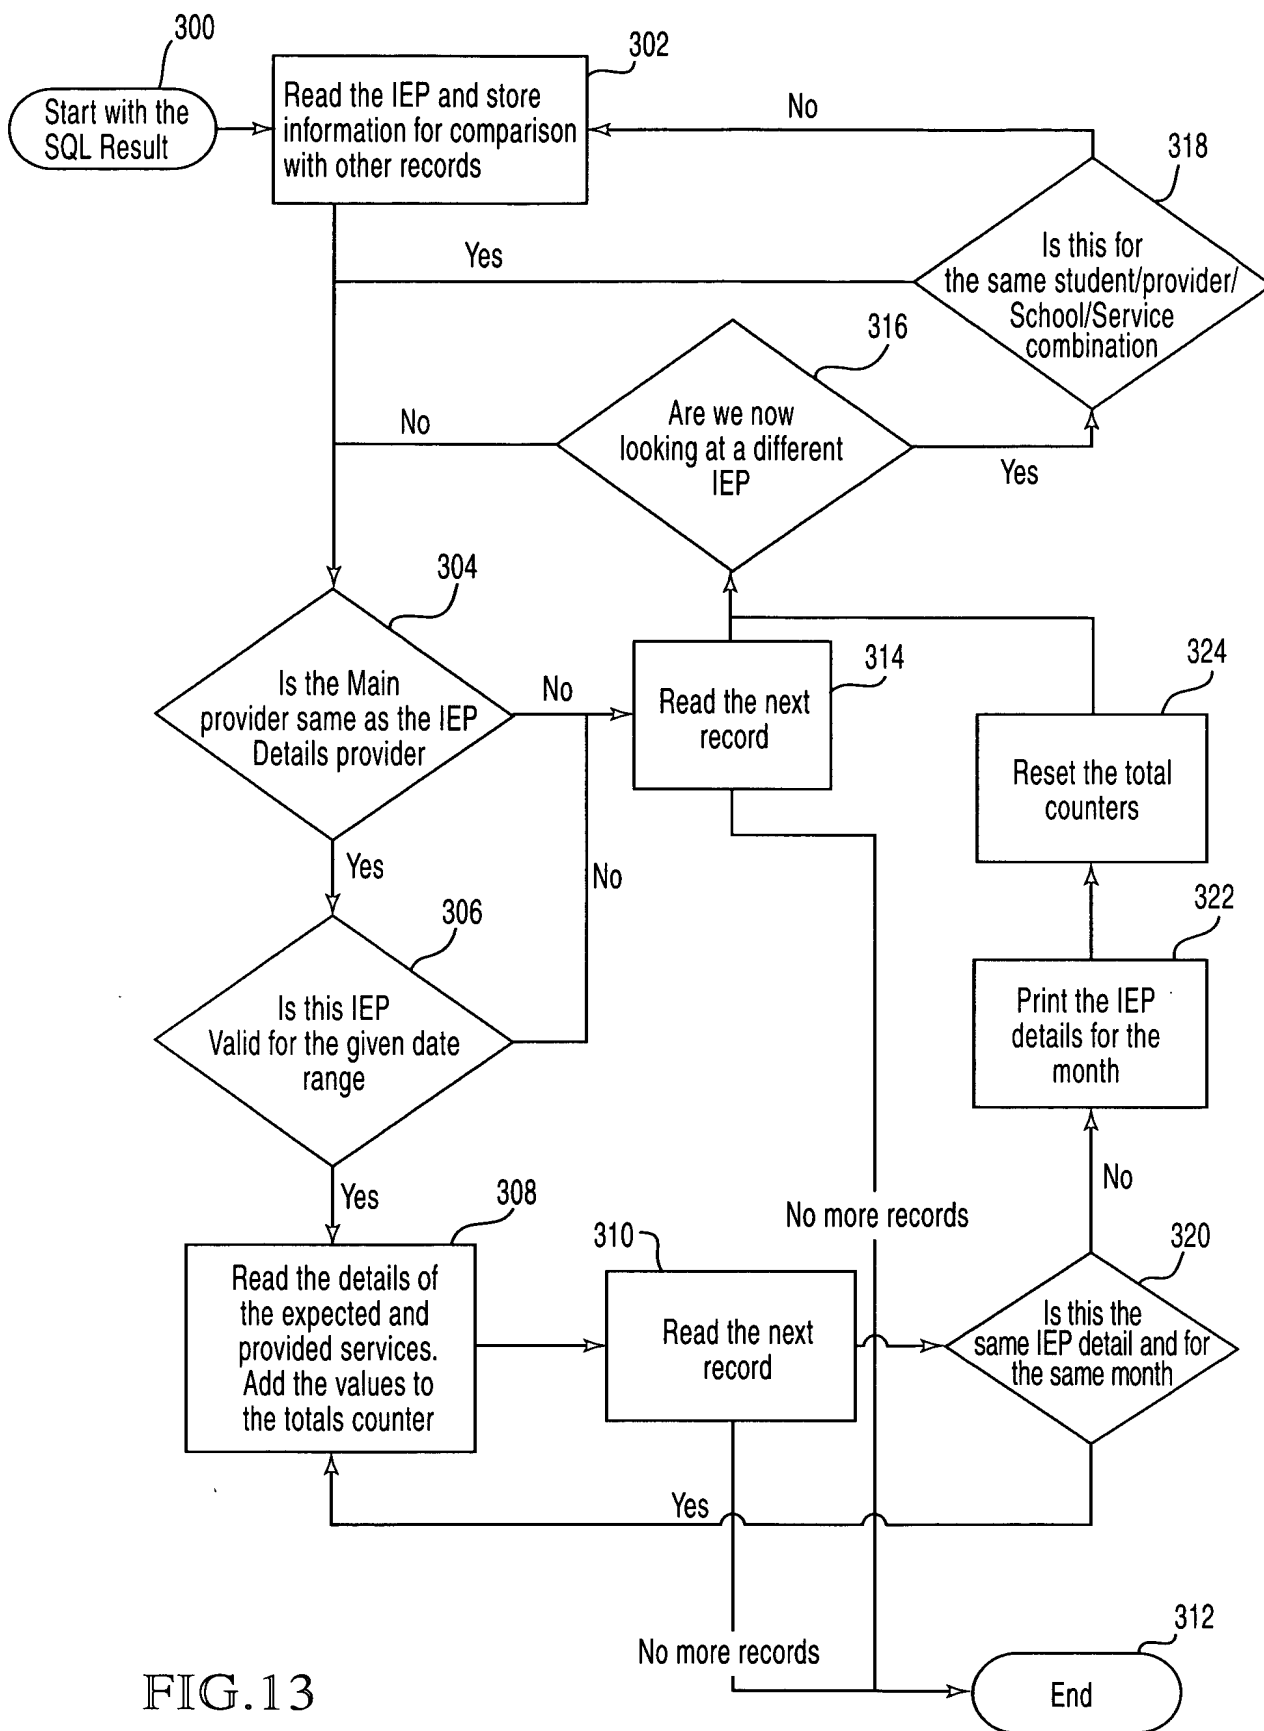 300
Start with the
SQL Result
302
Read the IEP and store
information for comparison
with other records
No
318
Is this for
the same student/provider/
School/Service
combination
Yes
316
Are we now
looking at a different
IEP
No
Yes
304
Is the Main
provider same as the IEP
Details provider
No
314
Read the next
record
324
Reset the total
counters
Yes
No
306
Is this IEP
Valid for the given date
range
322
Print the IEP
details for the
month
Yes
No
No more records
308
Read the details of
the expected and
provided services.
Add the values to
the totals counter
310
Read the next
record
320
Is this the
same IEP detail and for
the same month
Yes
No more records
312
End
FIG.13